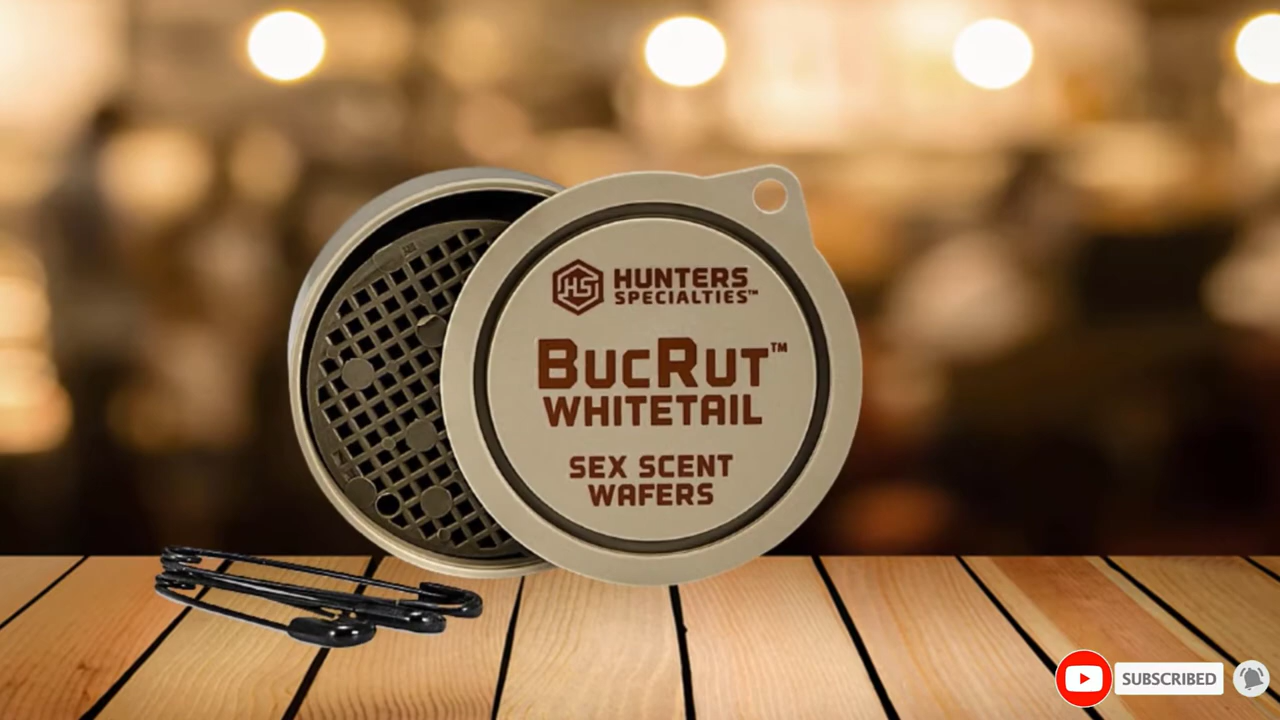 HS HUNTERS
SPECIALTIES™
BUCRUT™
WHITETAIL
SEX SCENT
WAFERS
SUBSCRIBED